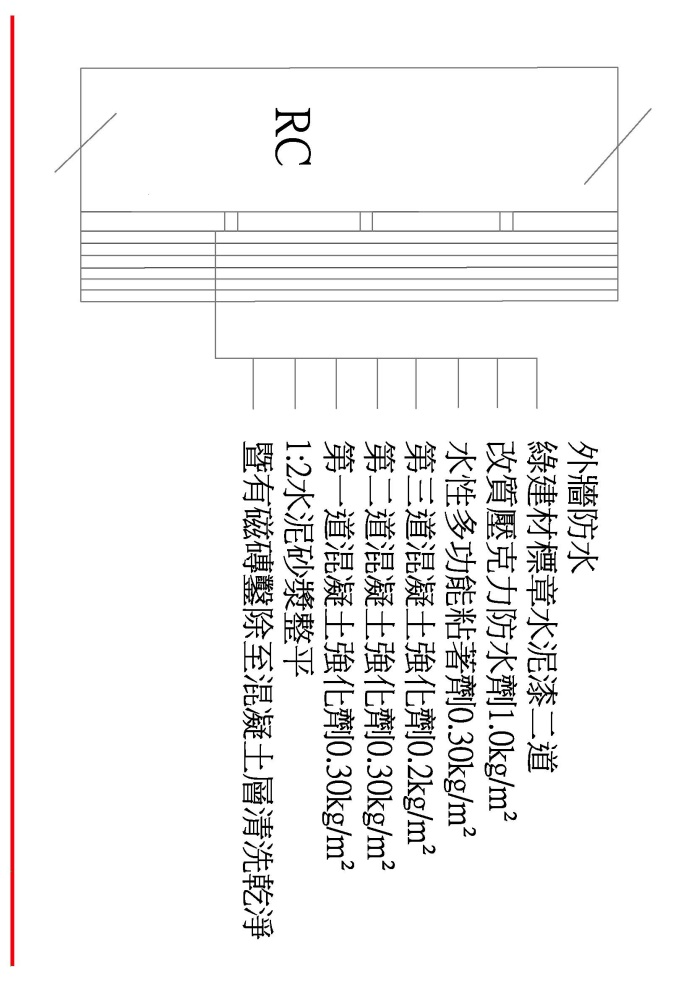 RC
外牆防水
綠建材標章水泥漆二道
改質壓克力防水劑1.0kg/m²
水性多功能粘著劑0.30kg/m²
第三道混凝土強化劑0.2kg/m²
第二道混凝土強化劑0.30kg/m²
第一道混凝土強化劑0.30kg/m²
1:2水泥砂漿整平
暨有磁磚鑿除至混凝土層清洗乾淨